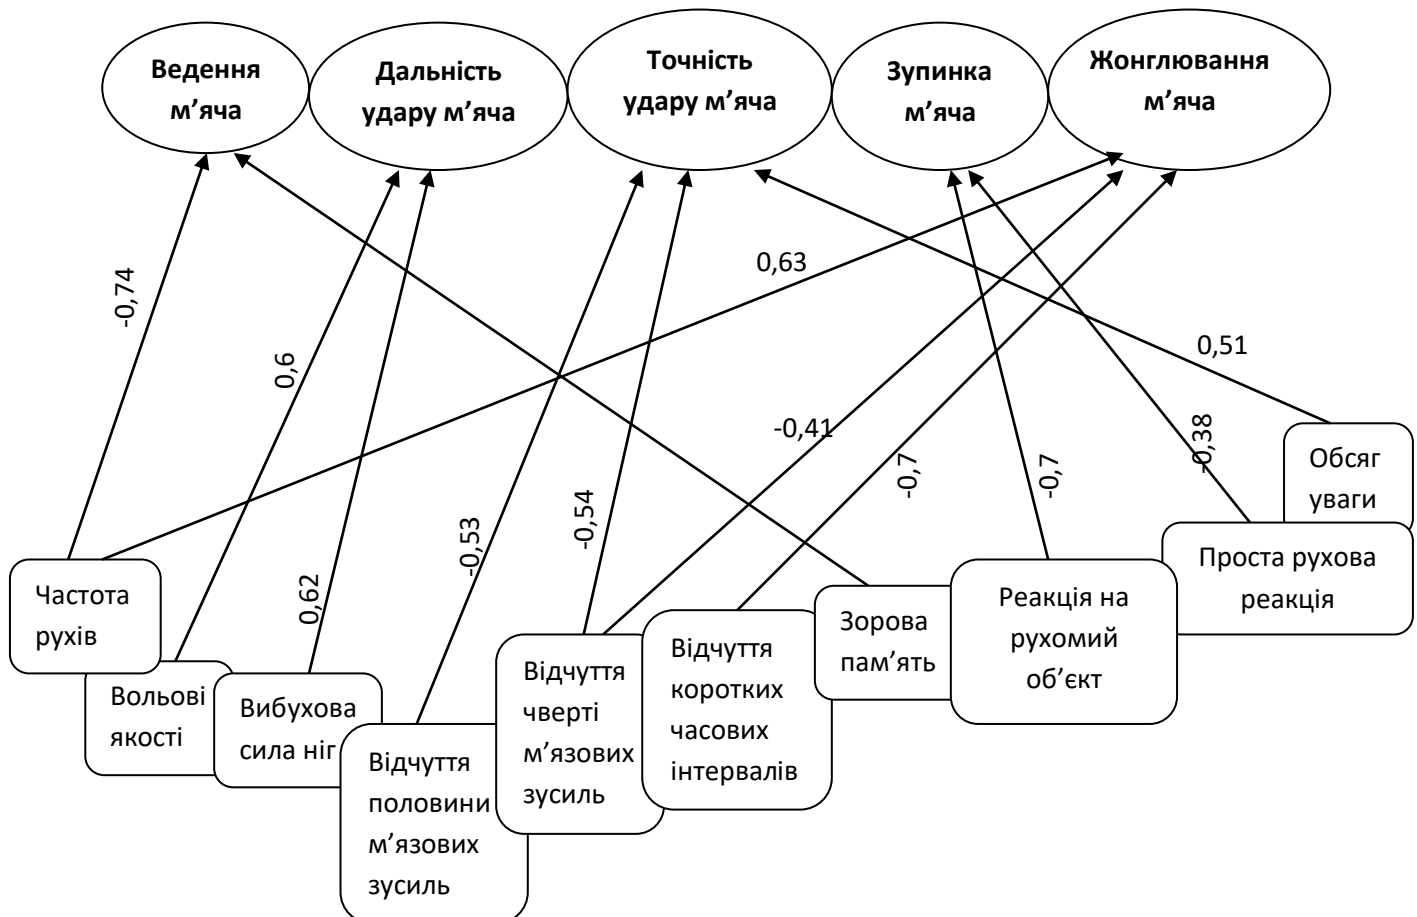 Ведення
м’яча
Дальність
удару м’яча
Точність
удару м’яча
Зупинка
м’яча
Жонглювання
м’яча
-0,74
0,6
0,62
-0,53
-0,54
0,63
-0,41
-0,7
-0,7
-0,38
0,51
Частота
рухів
Вольові
якості
Вибухова
сила ніг
Відчуття
половини
м’язових
зусиль
Відчуття
чверті
м’язових
зусиль
Відчуття
коротких
часових
інтервалів
Зорова
пам’ять
Реакція на
рухомий
об’єкт
Проста рухова
реакція
Обсяг
уваги